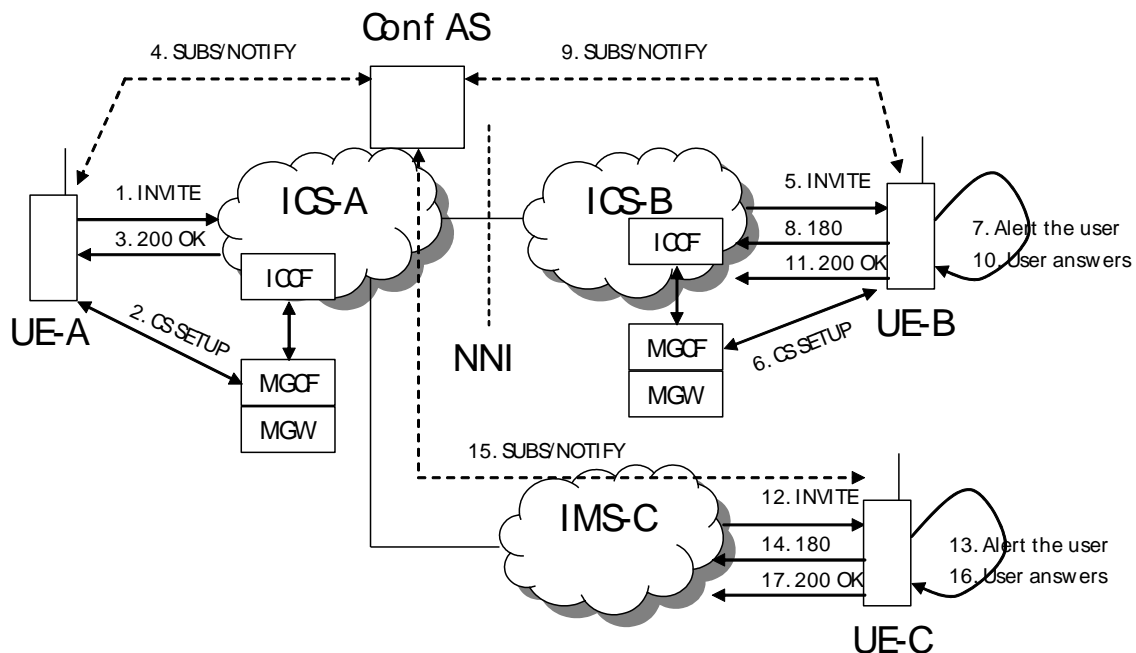 Conf AS
4. SUBS/NOTIFY
9. SUBS/NOTIFY
1. INVITE
3. 200 OK
ICS-A
ICCF
UE-A
2. CS SETUP
MGCF
MGW
NNI
ICS-B
ICCF
5. INVITE
8. 180
11. 200 OK
7. Alert the user
10. User answers
UE-B
6. CS SETUP
MGCF
MGW
15. SUBS/NOTIFY
IMS-C
12. INVITE
14. 180
17. 200 OK
13. Alert the user
16. User answers
UE-C